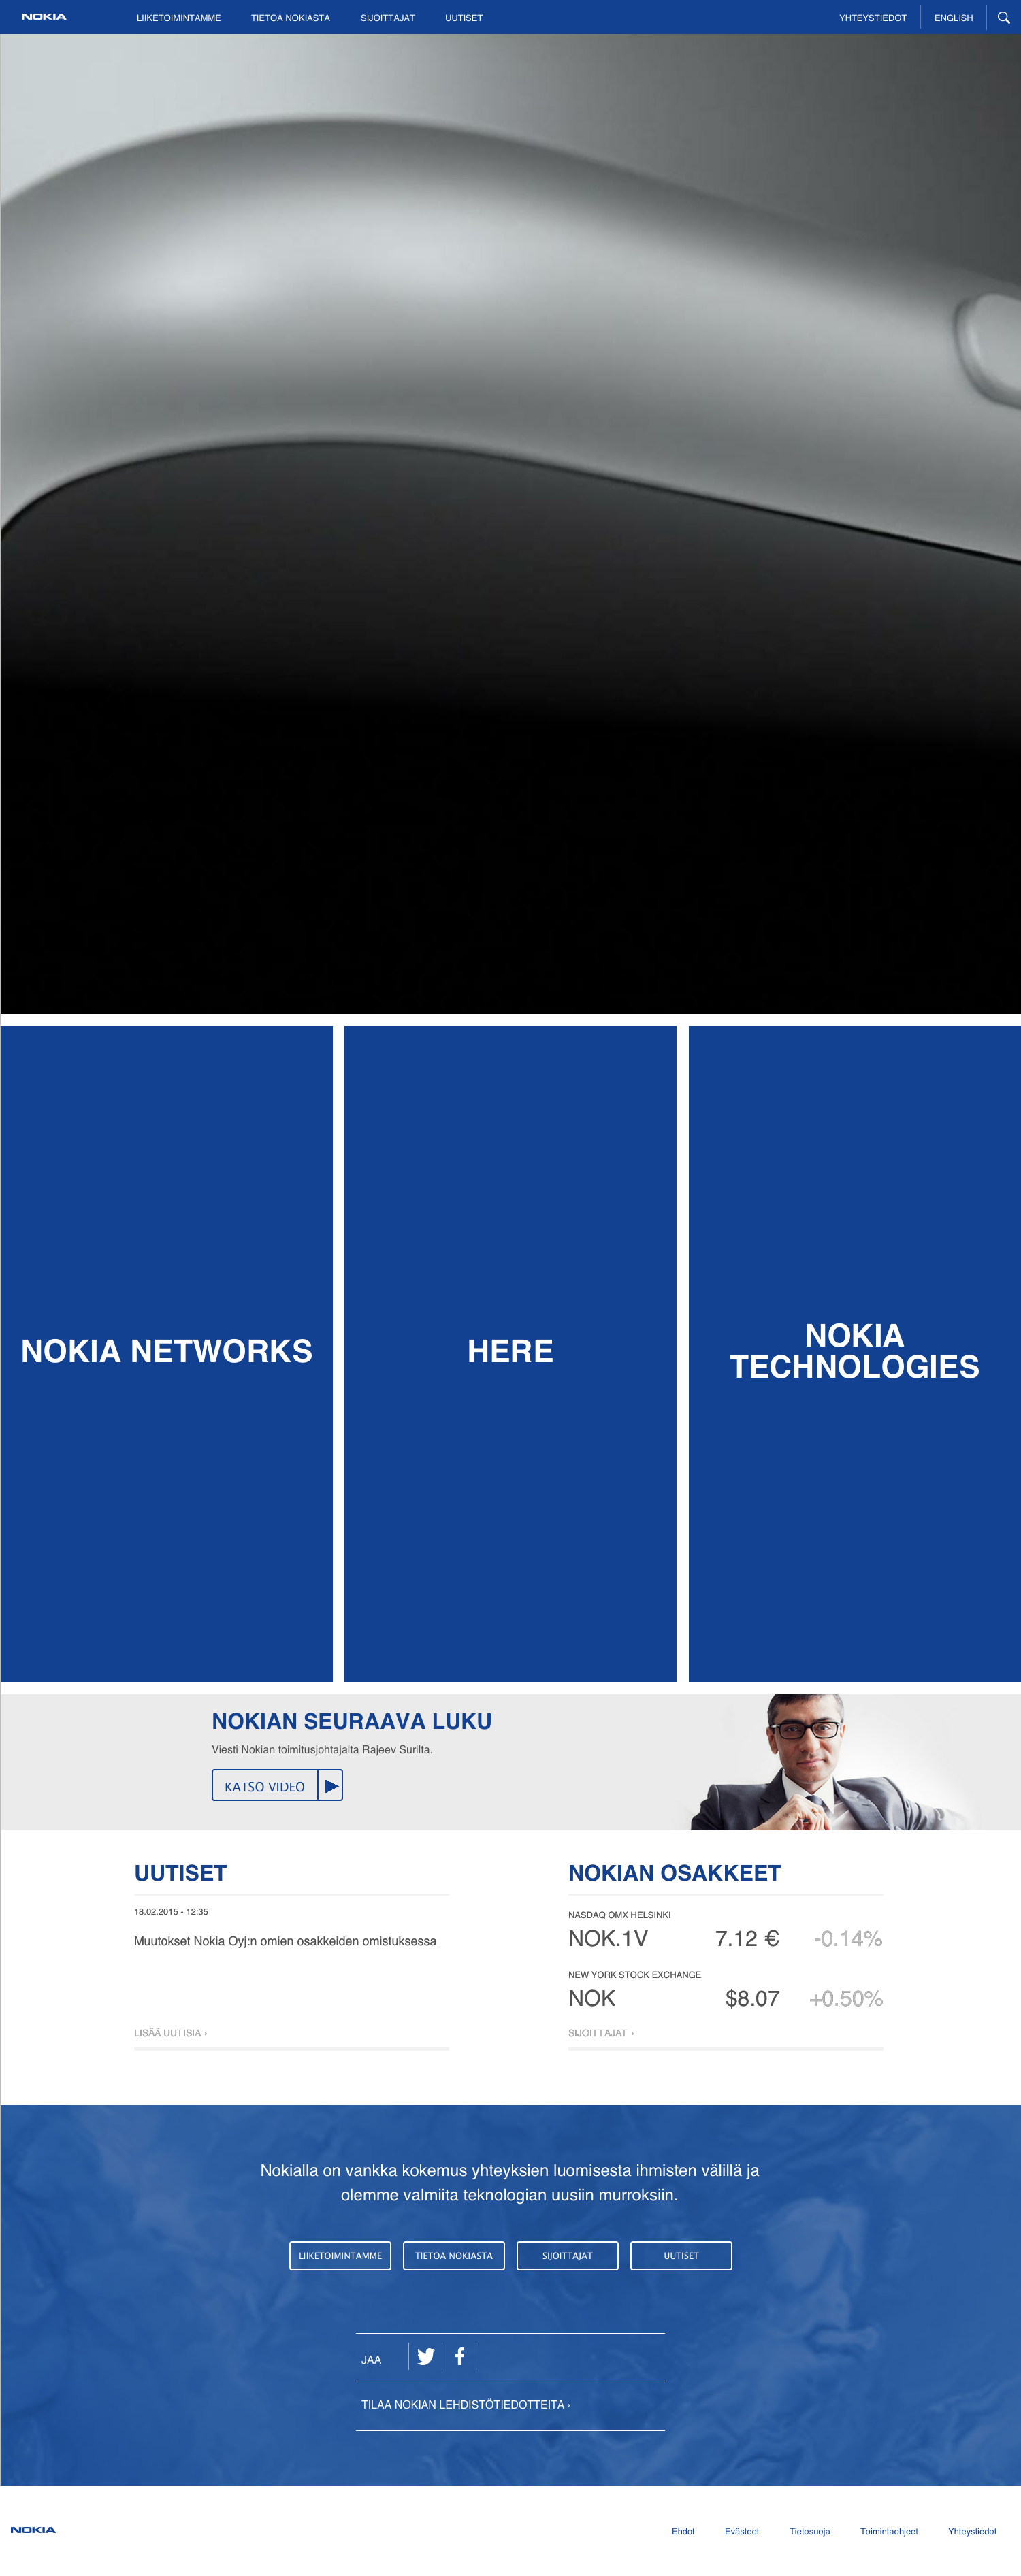 NOKIA
LIIKETOIMINTAMME
TIETOA NOKIASTA
SIJOITTAJAT
UUTISET
YHTEYSTIEDOT
ENGLISH
NOKIA NETWORKS
HERE
NOKIA
TECHNOLOGIES
NOKIAN SEURAAVA LUKU
Viesti Nokian toimitusjohtajalta Rajeev Surilta.
KATSO VIDEO
UUTISET
18.02.2015 - 12:35
Muutokset Nokia Oyj:n omien osakkeiden omistuksessa
LISÄÄ UUTISIA ›
NOKIAN OSAKKEET
NASDAQ OMX HELSINKI
NOK.1V 7.12 € -0.14%
NEW YORK STOCK EXCHANGE
NOK $8.07 +0.50%
SIJOITTAJAT ›
Nokialla on vankka kokemus yhteyksien luomisesta ihmisten välillä ja
olemme valmiita teknologian uusiin murroksiin.
LIIKETOIMINTAMME
TIETOA NOKIASTA
SIJOITTAJAT
UUTISET
JAA
TILAA NOKIAN LEHDISTÖTIEDOTTEITA ›
NOKIA
Ehdot
Evästeet
Tietosuoja
Toimintaohjeet
Yhteystiedot